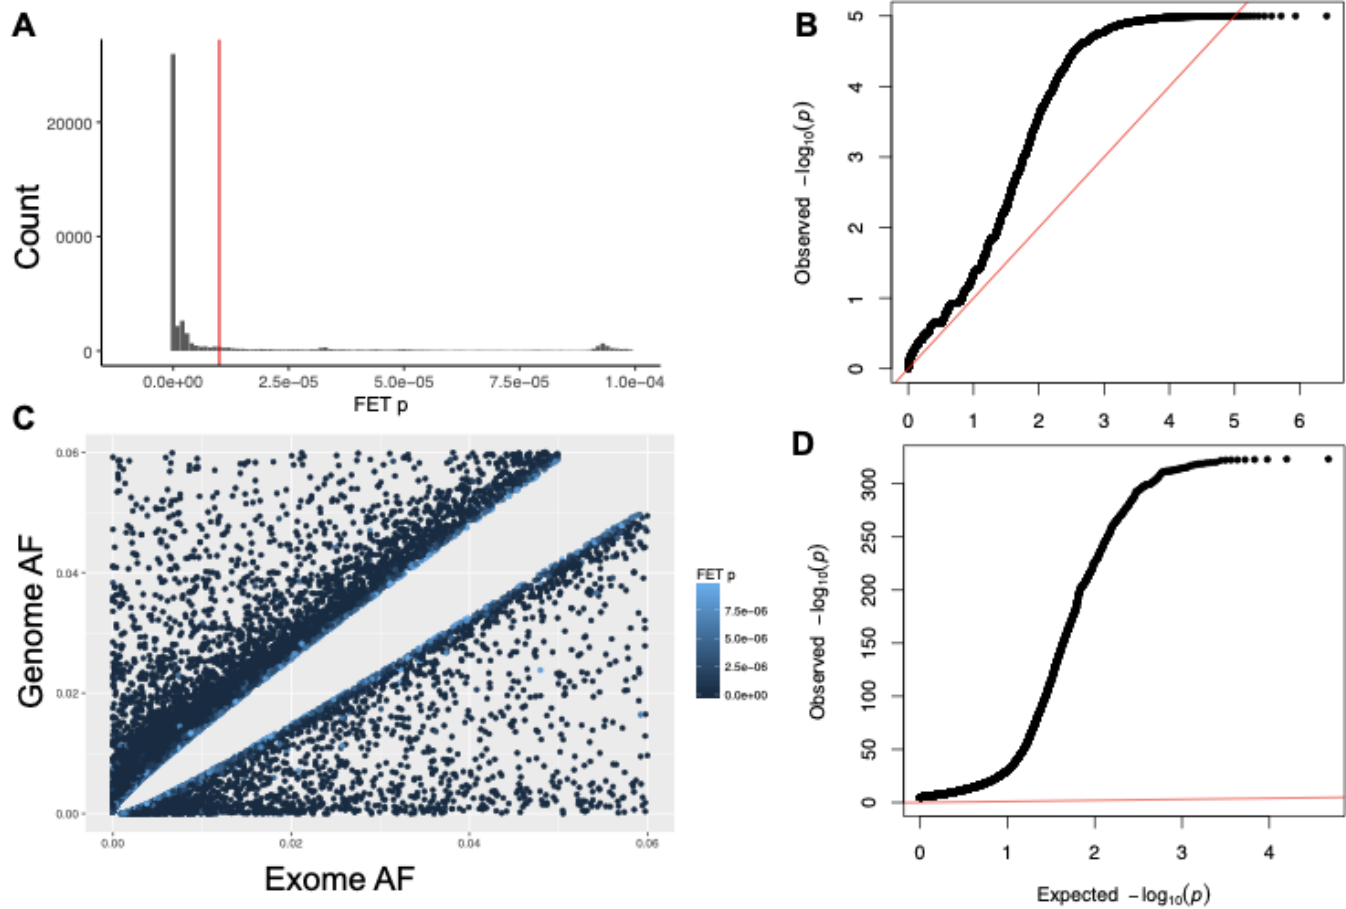 A
Count
20000
0000
0
0.0e+00 2.5e-05 5.0e-05 7.5e-05 1.0e-04
FET p
B
Observed −log10(p)
5
4
3
2
1
0
0 1 2 3 4 5 6
C
Genome AF
0.06
0.04
0.02
0.00
0.00 0.02 0.04 0.06
Exome AF
FET p
7.5e-06
5.0e-06
2.5e-06
0.0e+00
D
Observed −log10(p)
300
250
200
150
100
50
0
0 1 2 3 4
Expected −log10(p)